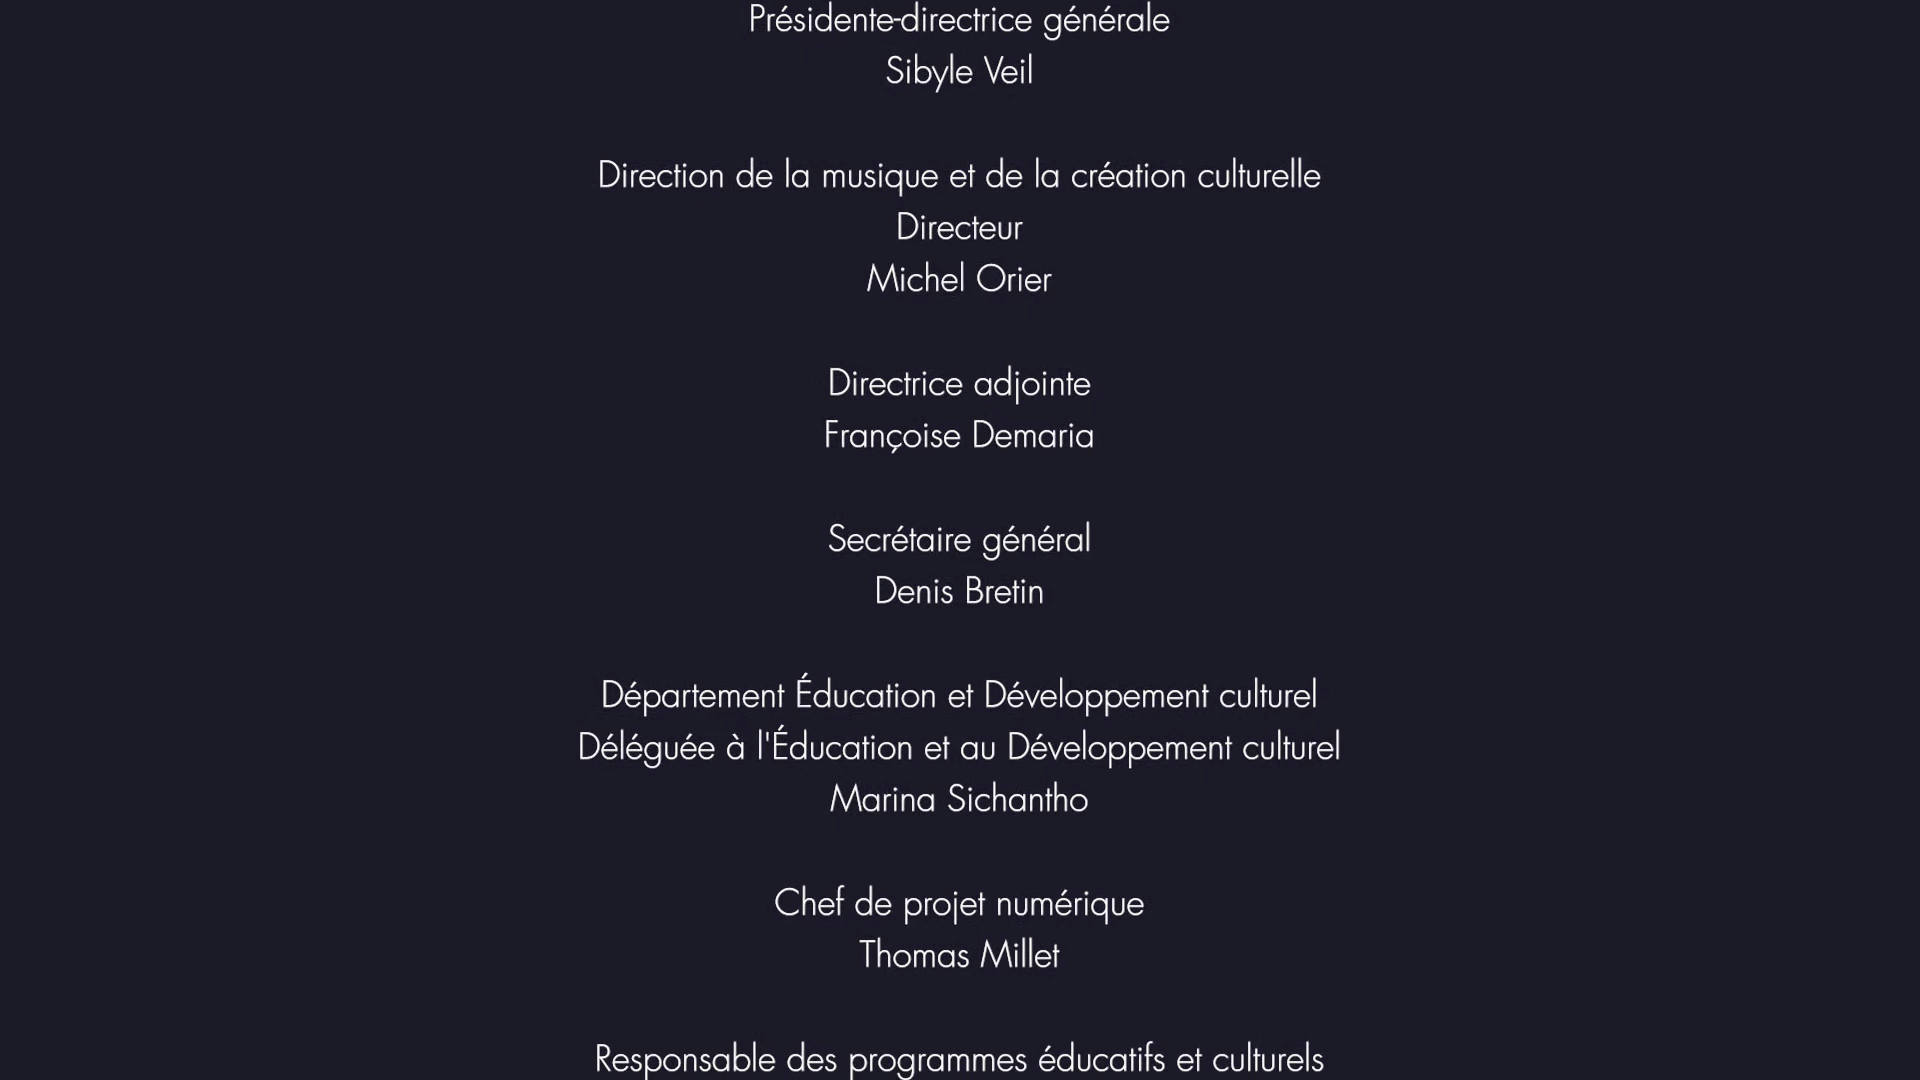 Présidente-directrice générale
Sibyle Veil
Direction de la musique et de la création culturelle
Directeur
Michel Orier
Directrice adjointe
Françoise Demaria
Secrétaire général
Denis Bretin
Département Éducation et Développement culturel
Déléguée à l'Éducation et au Développement culturel
Marina Sichantho
Chef de projet numérique
Thomas Millet
Responsable des programmes éducatifs et culturels